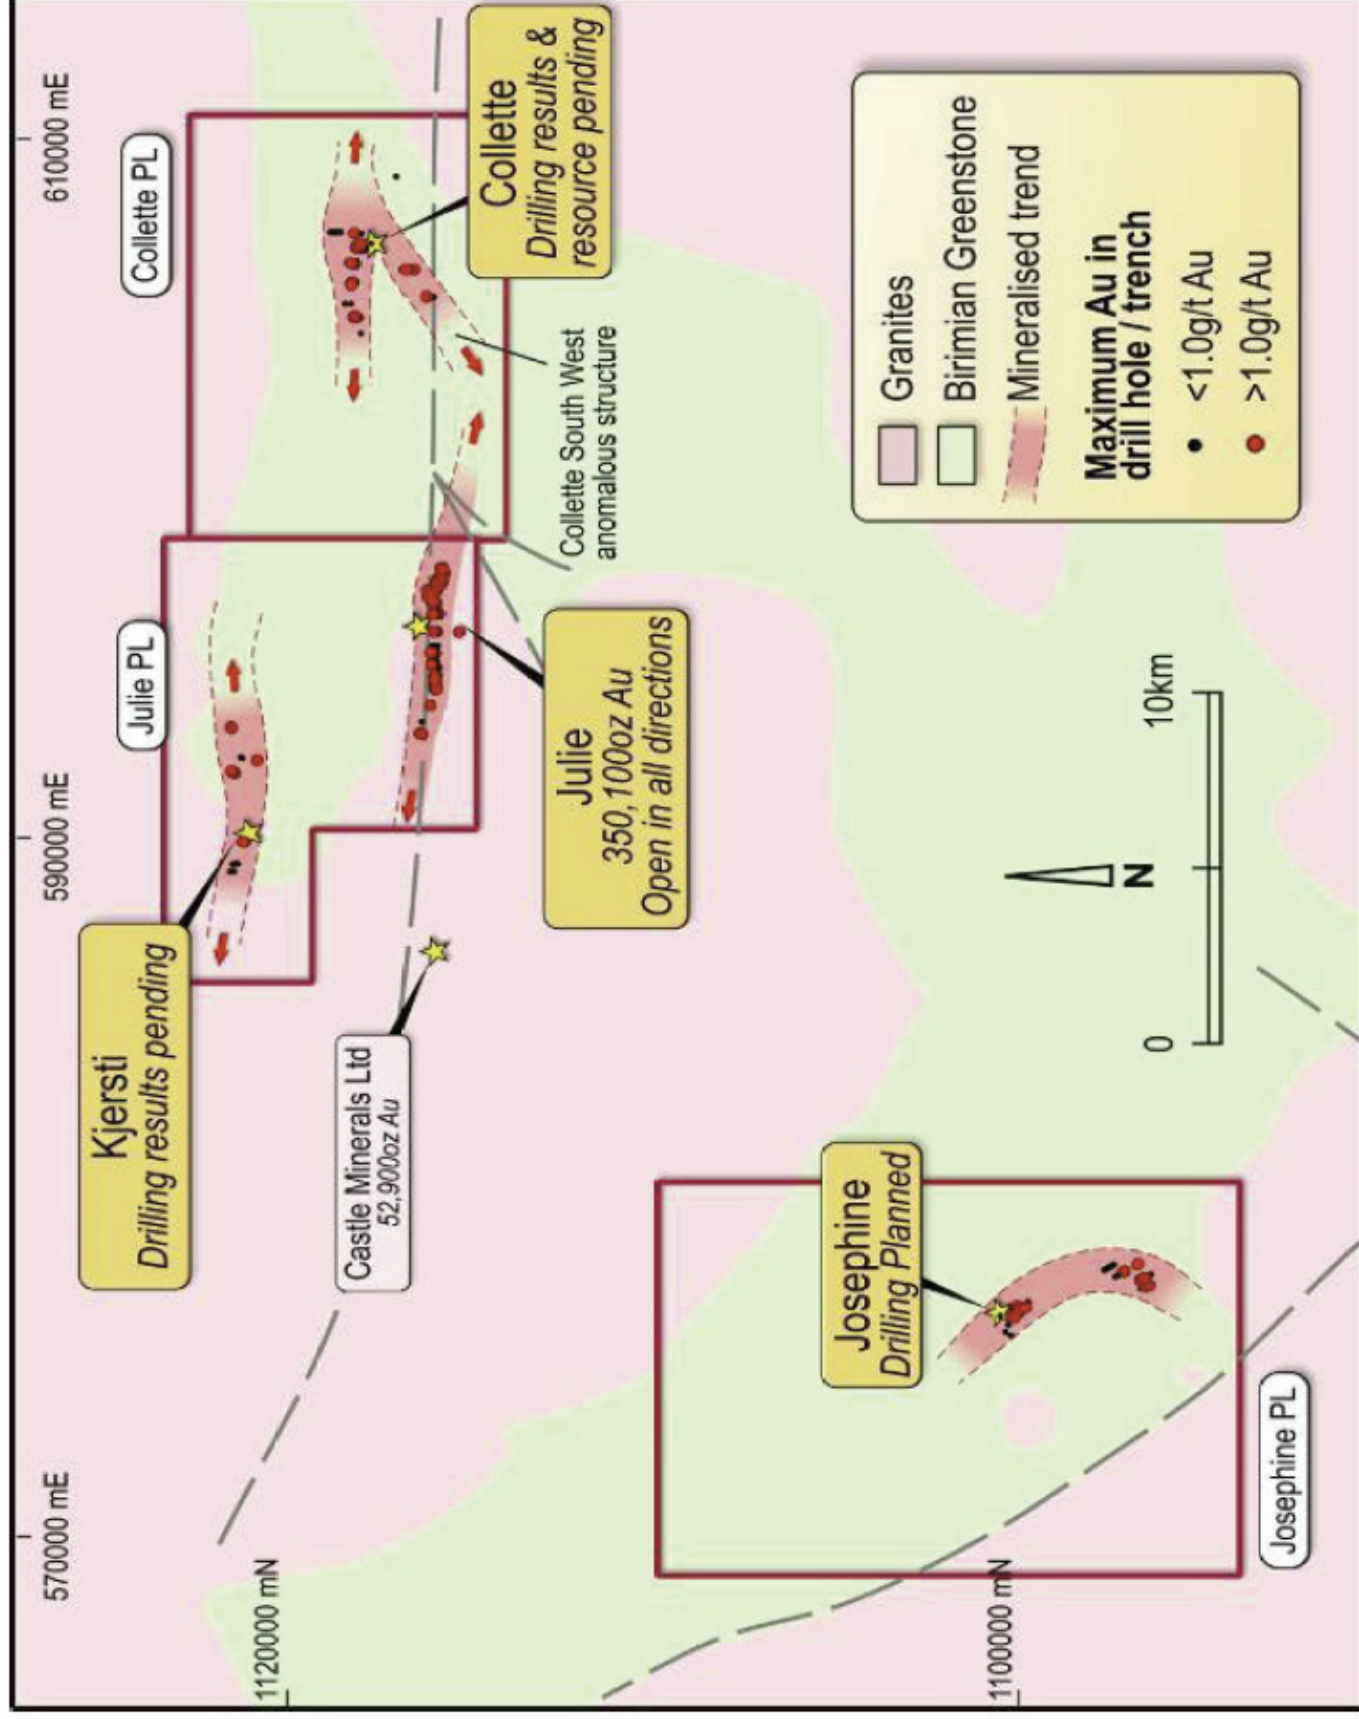 570000 mE
590000 mE
610000 mE
1120000 mN
1100000 mN
Kjersti
Drilling results pending
Julie PL
Collette PL
Castle Minerals Ltd
52,900oz Au
Collette
Drilling results &
resource pending
Julie
350,100oz Au
Open in all directions
Collette South West
anomalous structure
Josephine
Drilling Planned
Josephine PL
0
10km
N
Granites
Birimian Greenstone
Mineralised trend
Maximum Au in
drill hole / trench
<1.0g/t Au
>1.0g/t Au